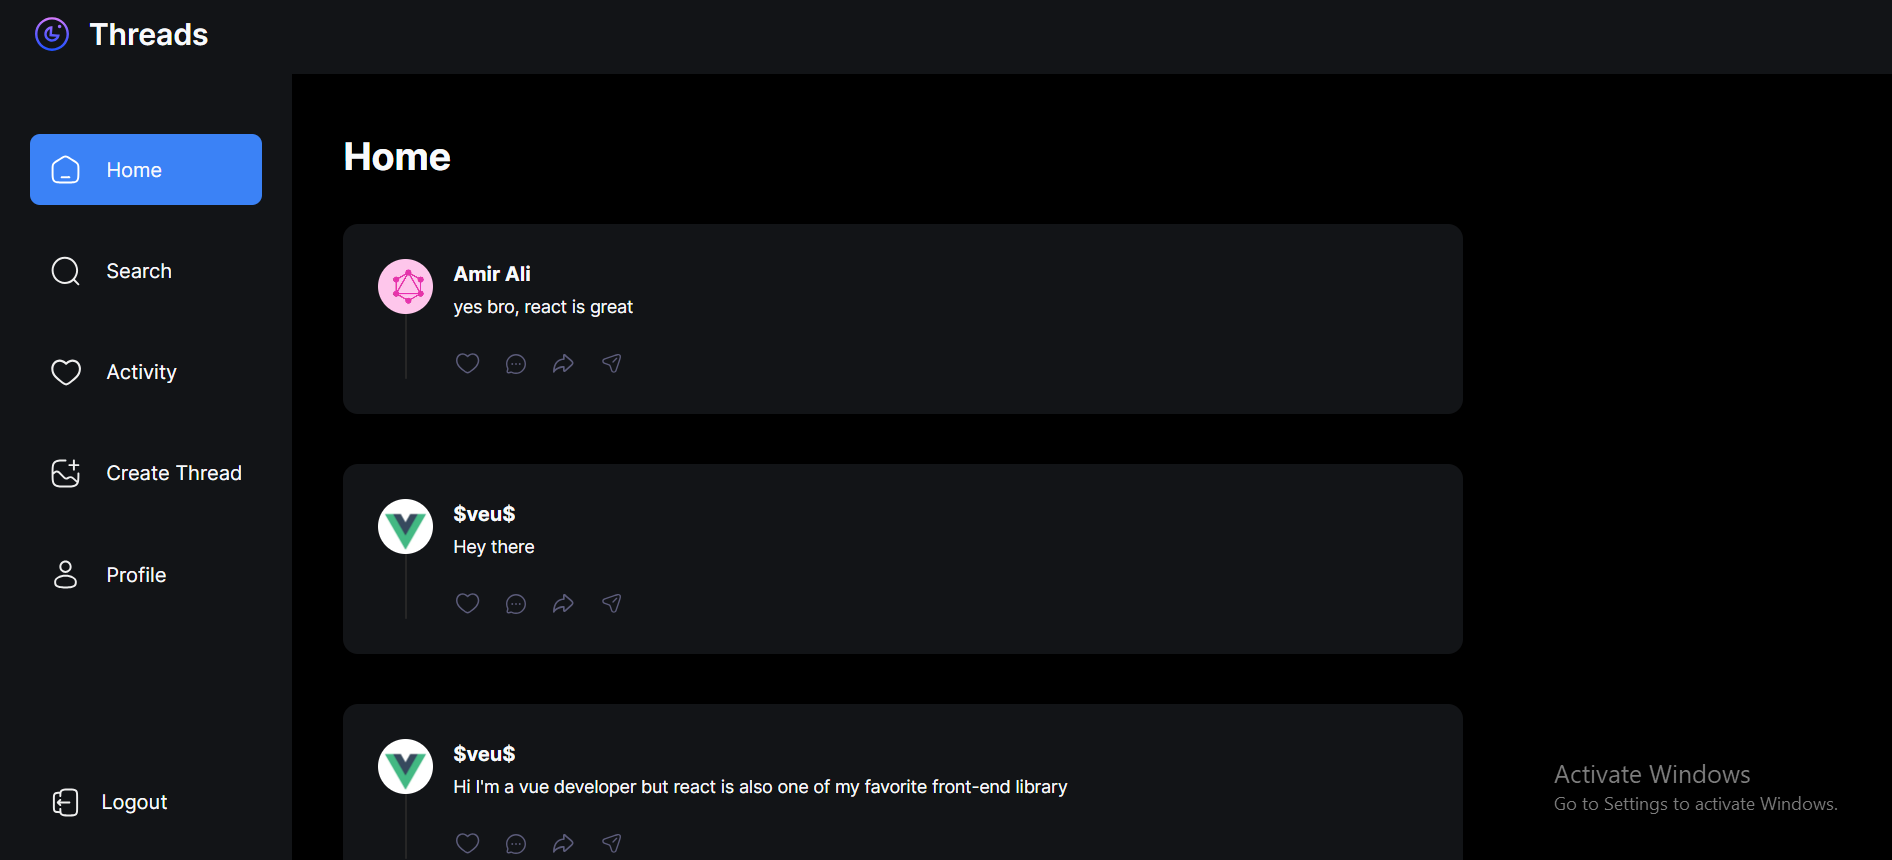 Threads
Home
Search
Activity
Create Thread
Profile
Logout
Home
Amir Ali
yes bro, react is great
$veu$
Hey there
$veu$
Hi I'm a vue developer but react is also one of my favorite front-end library
Activate Windows
Go to Settings to activate Windows.